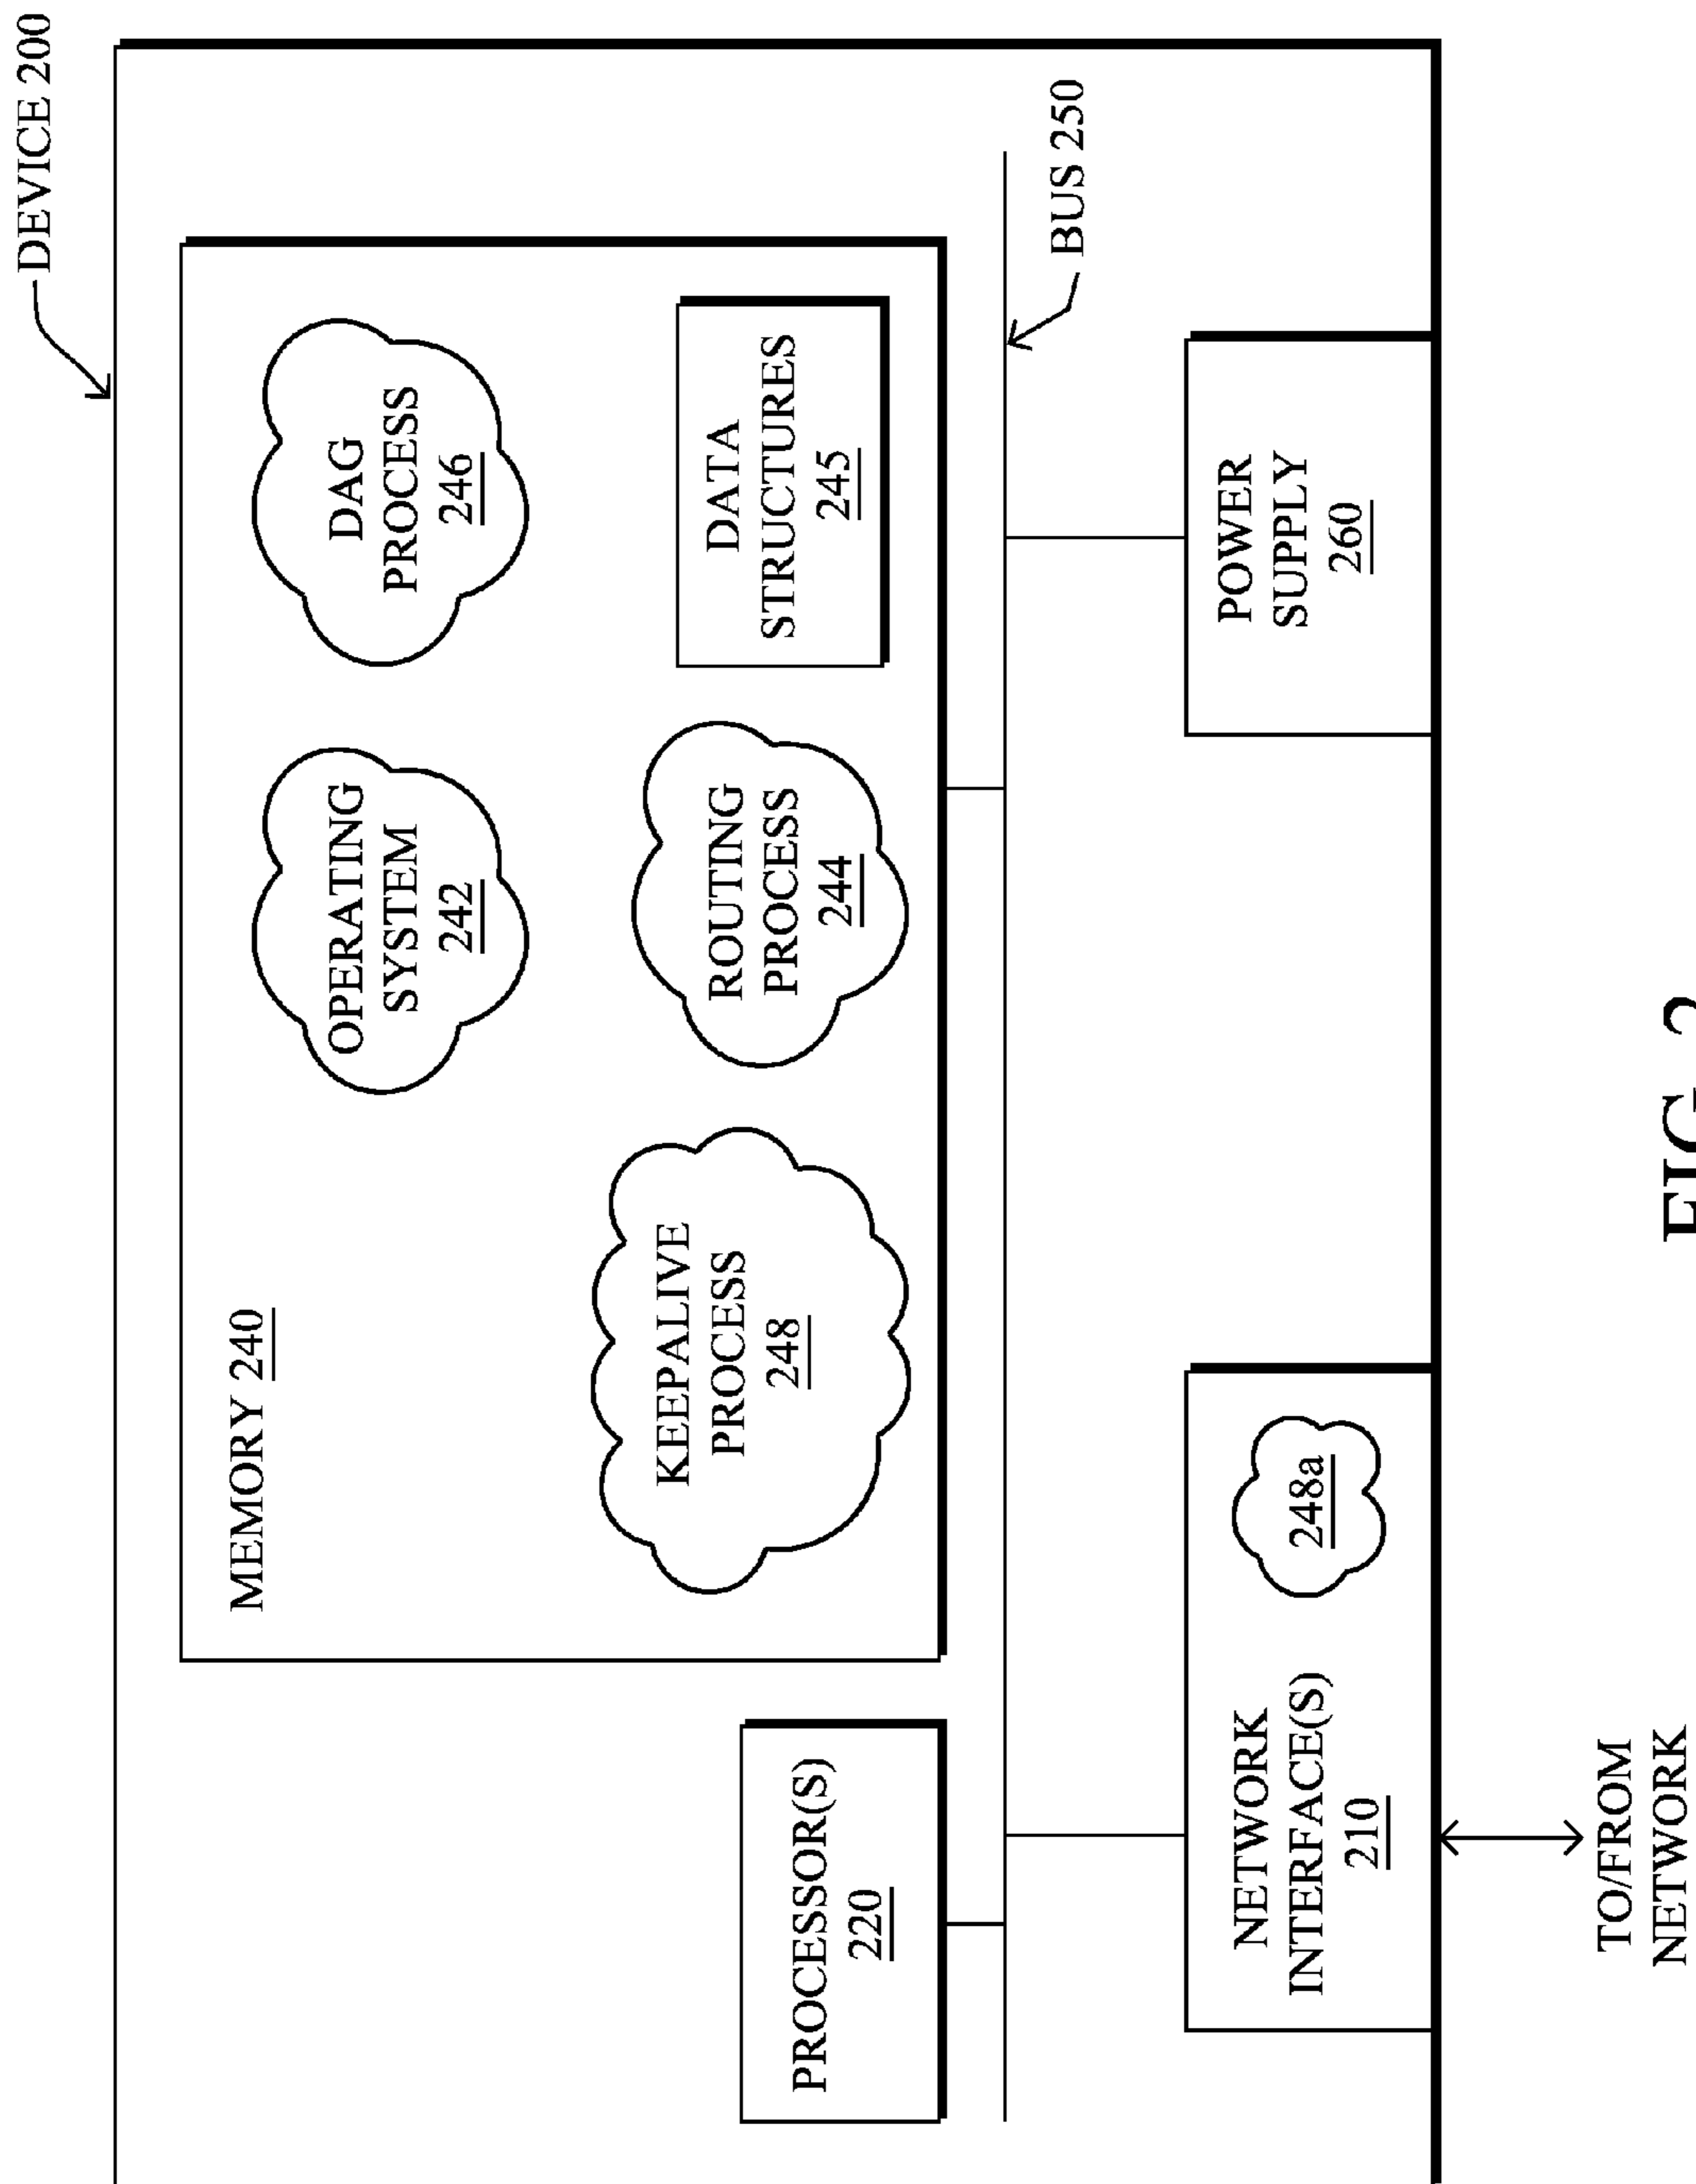 DEVICE 200
MEMORY 240
OPERATING
SYSTEM
242
DAG
PROCESS
246
KEEPALIVE
PROCESS
248
ROUTING
PROCESS
244
DATA
STRUCTURES
245
PROCESSOR(S)
220
BUS 250
NETWORK
INTERFACE(S)
210
248a
POWER
SUPPLY
260
TO/FROM
NETWORK
FIG. 2